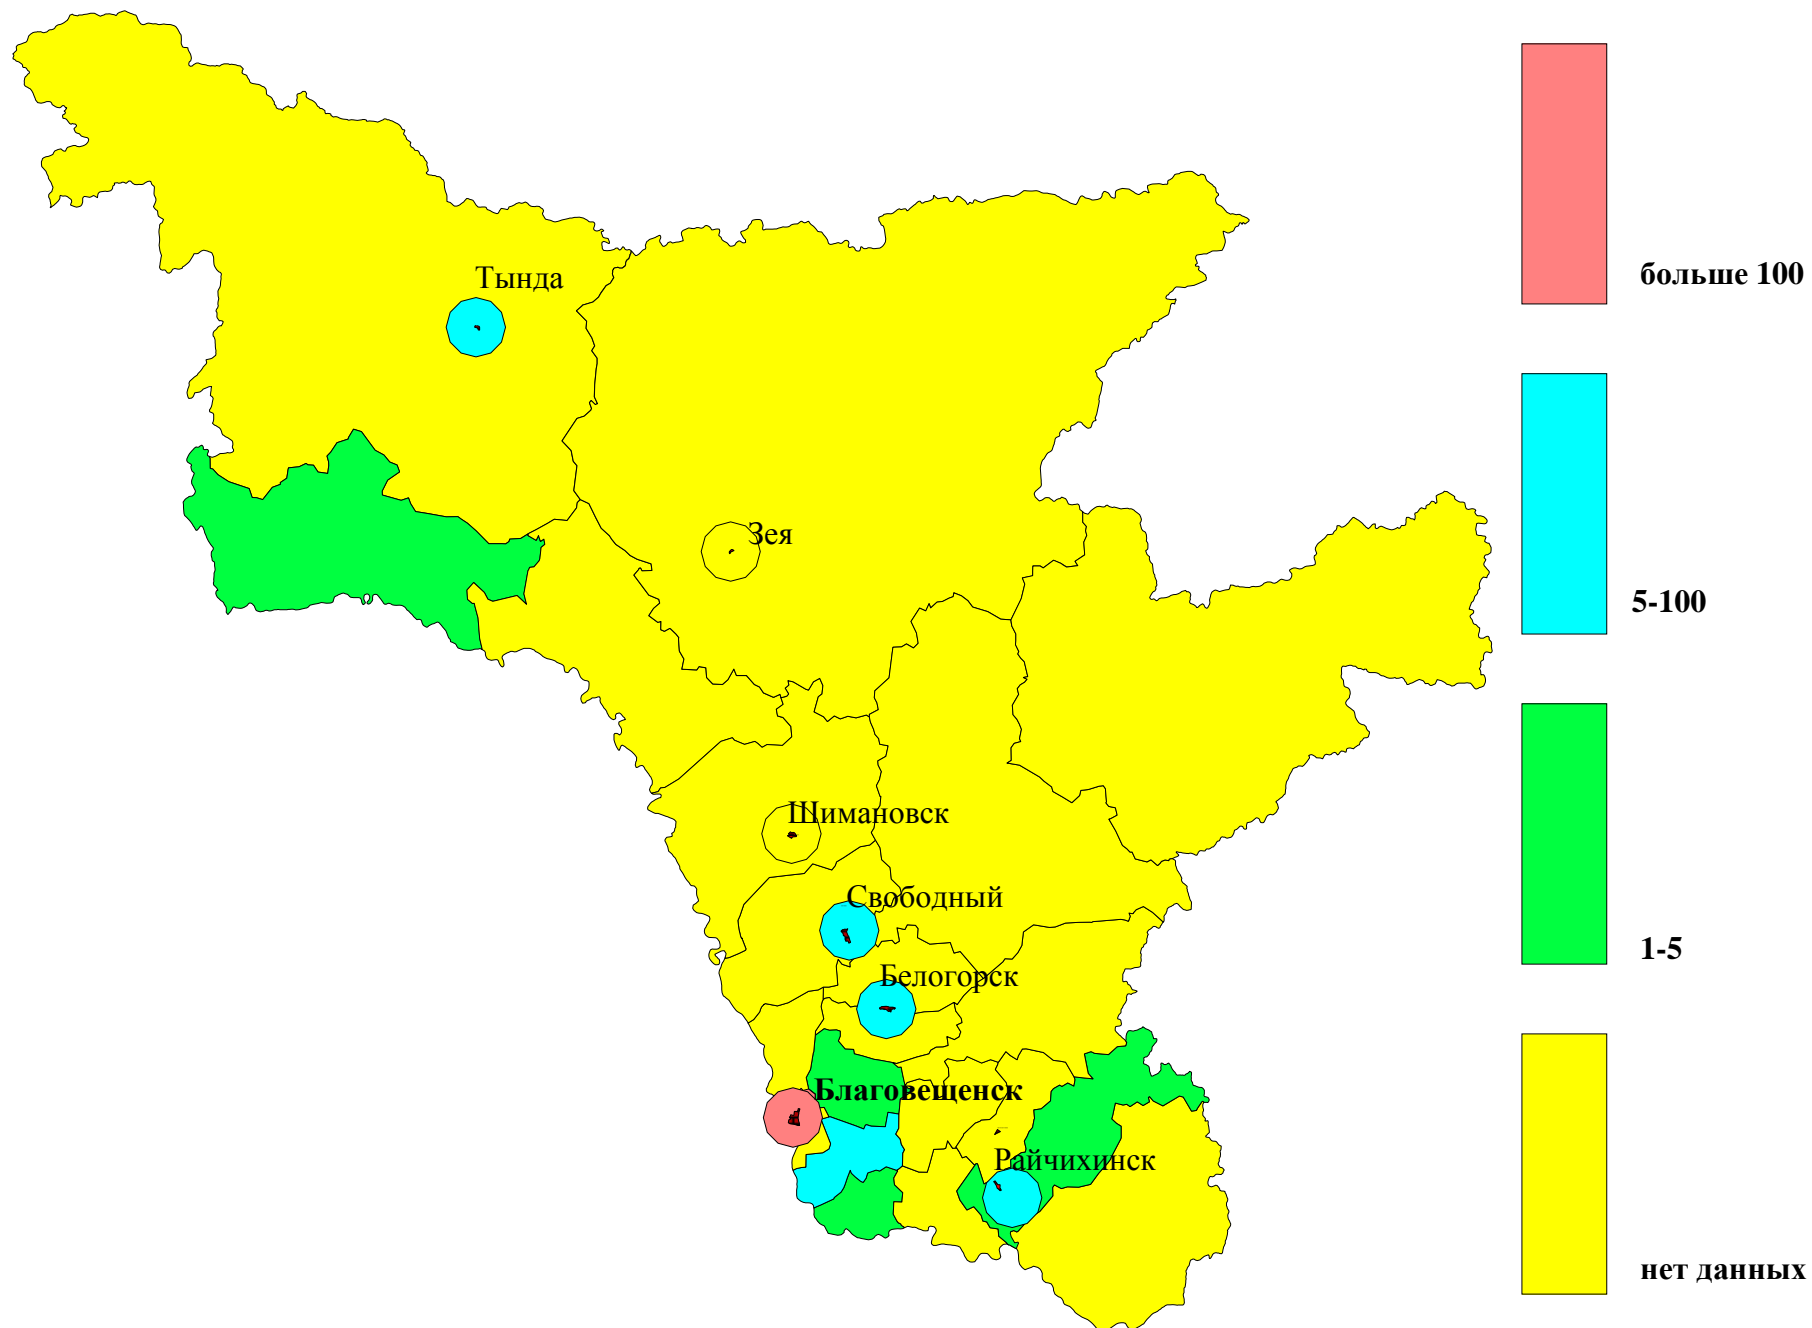 Тында
Зея
Шимановск
Свободный
Белогорск
Благовещенск
Райчихинск
больше 100
5-100
1-5
нет данных